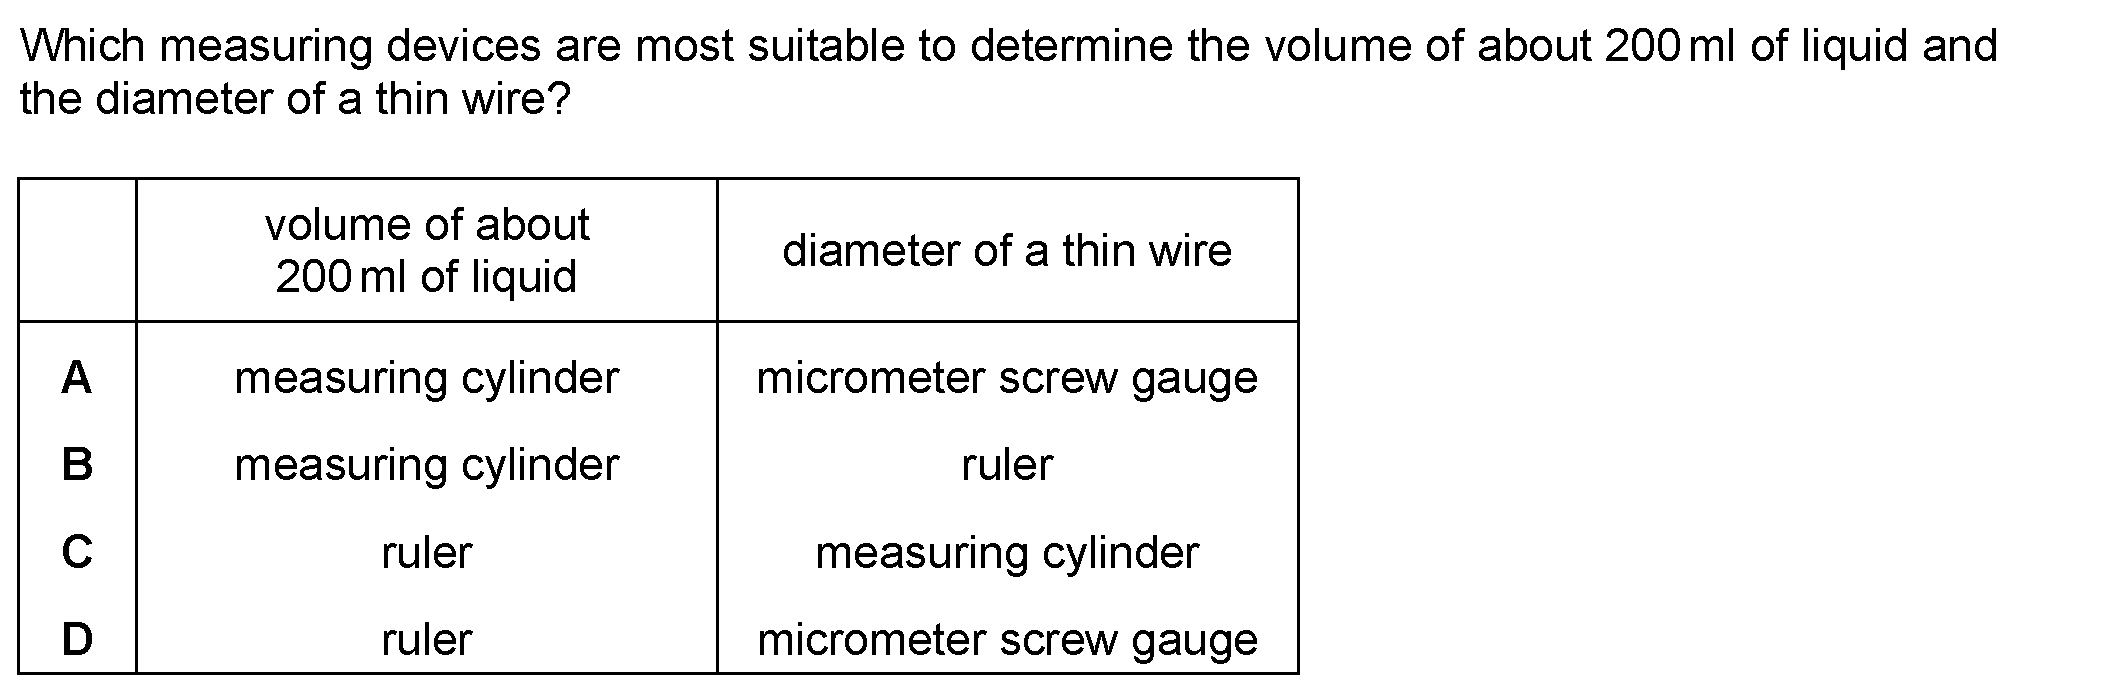 Which measuring devices are most suitable to determine the volume of about 200 ml of liquid and
the diameter of a thin wire?
volume of about
200 ml of liquid
diameter of a thin wire
A measuring cylinder micrometer screw gauge
B measuring cylinder ruler
C ruler measuring cylinder
D ruler micrometer screw gauge